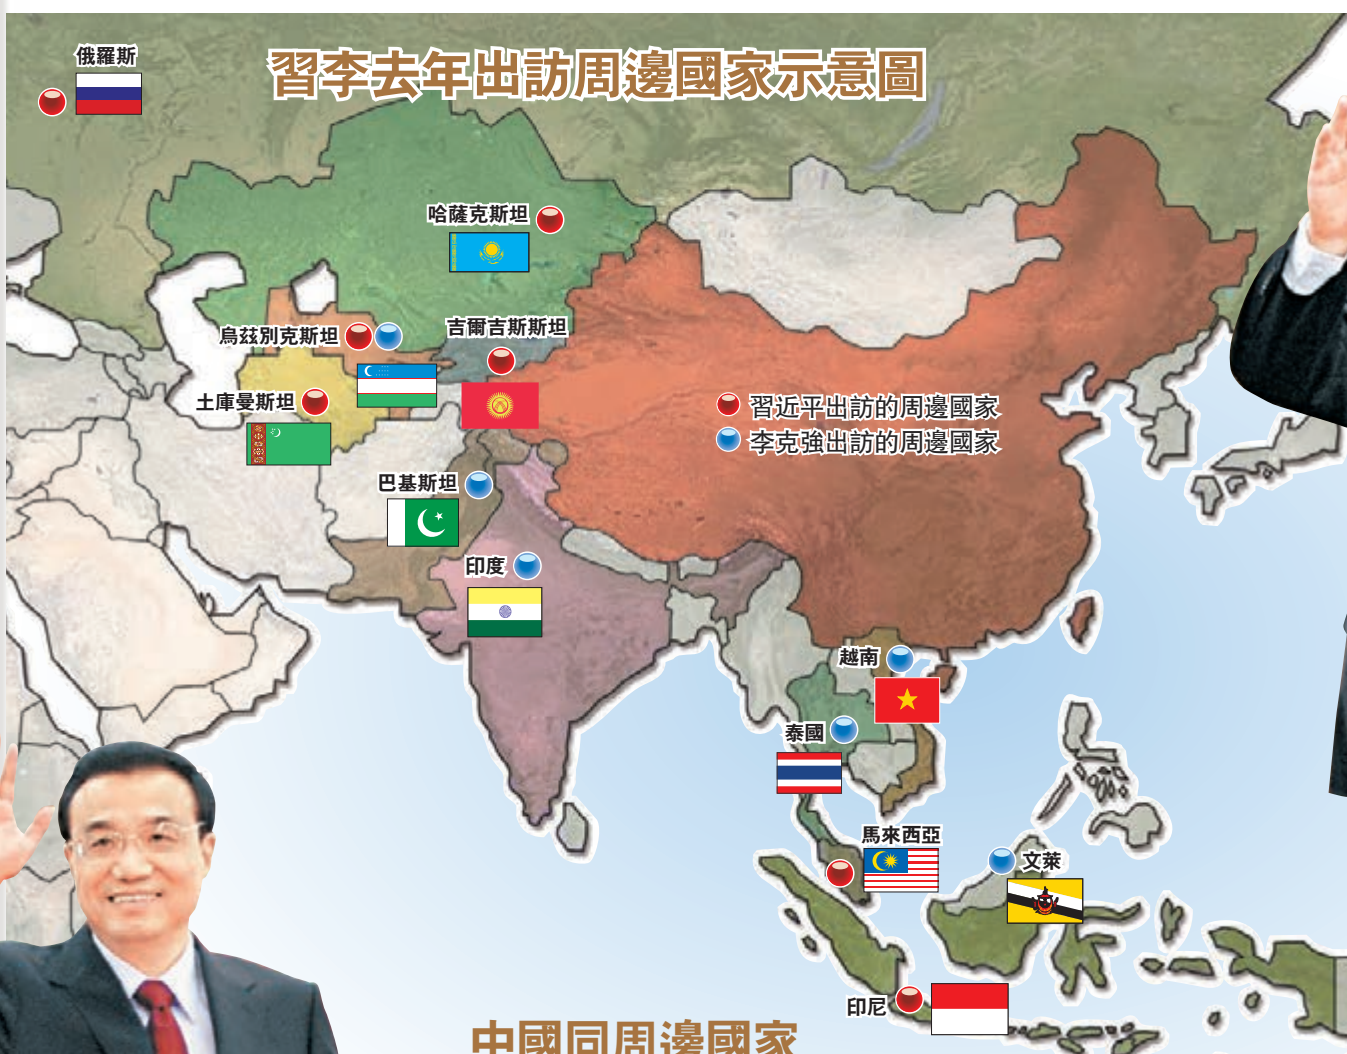 俄羅斯
習李去年出訪周邊國家示意圖
哈薩克斯坦
烏茲別克斯坦
吉爾吉斯斯坦
土庫曼斯坦
習近平出訪的周邊國家
李克強出訪的周邊國家
巴基斯坦
印度
越南
泰國
馬來西亞
文萊
印尼
中國同周邊國家